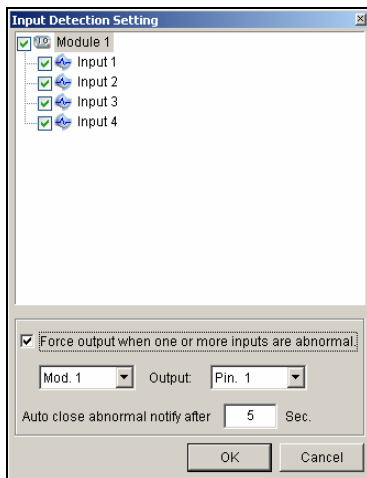 Input Detection Setting
Module 1
Input 1
Input 2
Input 3
Input 4
Force output when one or more inputs are abnormal.
Mod. 1 Output: Pin. 1
Auto close abnormal notify after 5 Sec.
OK Cancel